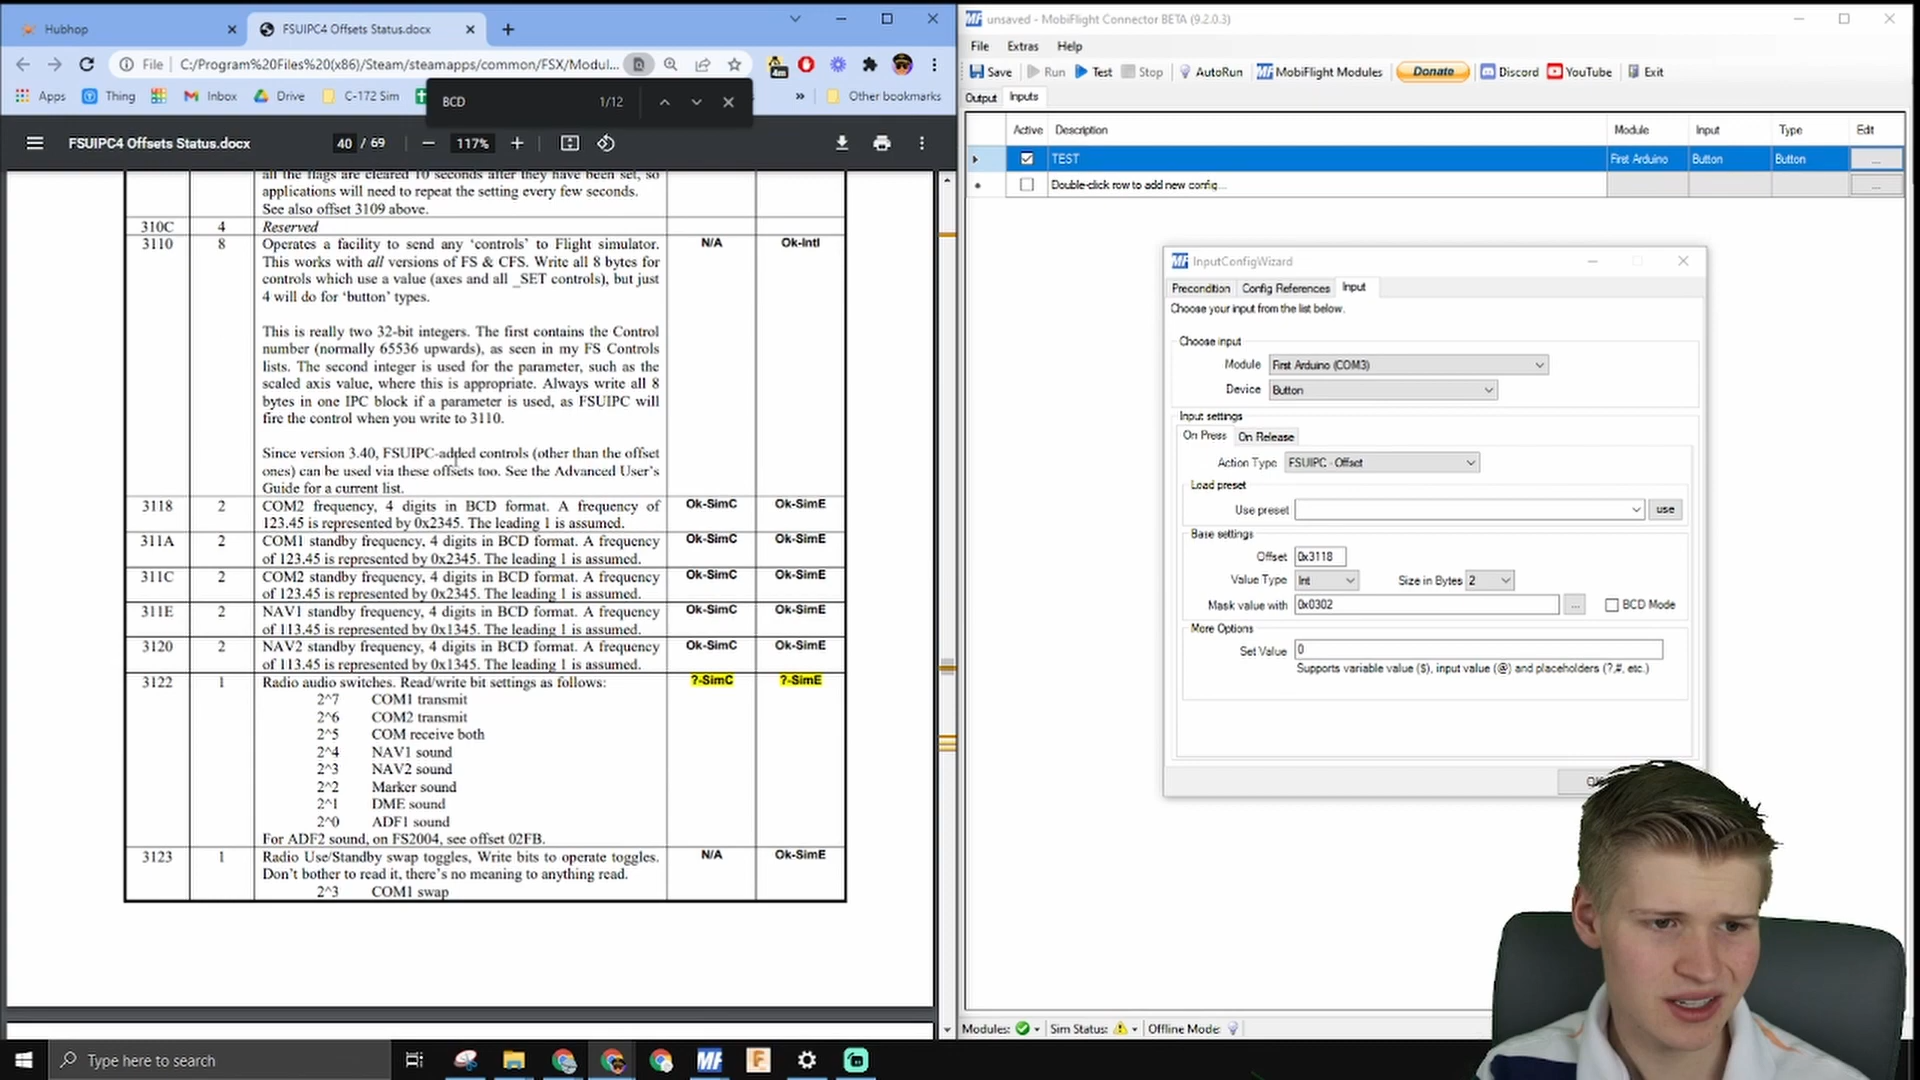 Hubhop
FSUIPC4 Offsets Status.docx
File
C:/Program%20Files%20(x86)/Steam/steamapps/common/FSX/Modul...
4m
Apps
Thing
Inbox
Drive
C-172 Sim
Other bookmarks
BCD
1/12
FSUIPC4 Offsets Status.docx
40 / 69
117%
all the flags are cleared 10 seconds after they have been set, so
applications will need to repeat the setting every few seconds.
See also offset 3109 above.
310C 4 Reserved
3110 8 Operates a facility to send any ‘controls’ to Flight simulator. N/A Ok-Intl
This works with all versions of FS & CFS. Write all 8 bytes for
controls which use a value (axes and all _SET controls), but just
4 will do for ‘button’ types.
This is really two 32-bit integers. The first contains the Control
number (normally 65536 upwards), as seen in my FS Controls
lists. The second integer is used for the parameter, such as the
scaled axis value, where this is appropriate. Always write all 8
bytes in one IPC block if a parameter is used, as FSUIPC will
fire the control when you write to 3110.
Since version 3.40, FSUIPC-added controls (other than the offset
ones) can be used via these offsets too. See the Advanced User’s
Guide for a current list.
3118 2 COM2 frequency, 4 digits in BCD format. A frequency of Ok-SimC Ok-SimE
123.45 is represented by 0x2345. The leading 1 is assumed.
311A 2 COM1 standby frequency, 4 digits in BCD format. A frequency Ok-SimC Ok-SimE
of 123.45 is represented by 0x2345. The leading 1 is assumed.
311C 2 COM2 standby frequency, 4 digits in BCD format. A frequency Ok-SimC Ok-SimE
of 123.45 is represented by 0x2345. The leading 1 is assumed.
311E 2 NAV1 standby frequency, 4 digits in BCD format. A frequency Ok-SimC Ok-SimE
of 113.45 is represented by 0x1345. The leading 1 is assumed.
3120 2 NAV2 standby frequency, 4 digits in BCD format. A frequency Ok-SimC Ok-SimE
of 113.45 is represented by 0x1345. The leading 1 is assumed.
3122 1 Radio audio switches. Read/write bit settings as follows: ?-SimC ?-SimE
2^7 COM1 transmit
2^6 COM2 transmit
2^5 COM receive both
2^4 NAV1 sound
2^3 NAV2 sound
2^2 Marker sound
2^1 DME sound
2^0 ADF1 sound
For ADF2 sound, on FS2004, see offset 02FB.
3123 1 Radio Use/Standby swap toggles, Write bits to operate toggles. N/A Ok-SimE
Don’t bother to read it, there’s no meaning to anything read.
2^3 COM1 swap
Type here to search
MF
F
MF unsaved - MobiFlight Connector BETA (9.2.0.3)
File Extras Help
Save Run Test Stop AutoRun MF MobiFlight Modules Donate Discord YouTube Exit
Output Inputs
Active Description Module Input Type Edit
TEST First Arduino Button Button ...
Double-click row to add new config... ...
MF InputConfigWizard
Precondition Config References Input
Choose your input from the list below.
Choose input
Module First Arduino (COM3)
Device Button
Input settings
On Press On Release
Action Type FSUIPC - Offset
Load preset
Use preset use
Base settings
Offset 0x3118
Value Type Int Size in Bytes 2
Mask value with 0x0302 ... BCD Mode
More Options
Set Value 0
Supports variable value ($), input value (@) and placeholders (?,#, etc.)
Modules: Sim Status: Offline Mode: